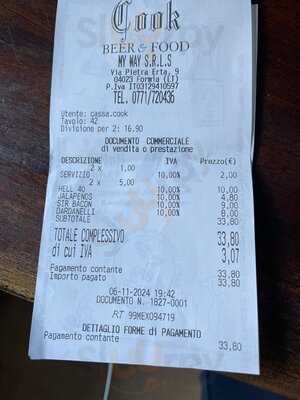 Cook
BEER & FOOD
MY WAY S.R.L.S
Via Pietra Erta, 9
04023 Formia (LT)
P.Iva IT03129410597
TEL. 0771/720436
Utente: cassa.cook
Tavolo: 42
Divisione per 2: 16.90
DOCUMENTO COMMERCIALE
di vendita o prestazione
DESCRIZIONE IVA Prezzo(€)
2 x 1,00
SERVIZIO 10,00% 2,00
2 x 5,00
HELL 40 10,00% 10,00
JALAPENOS 10,00% 4,80
SIR BACON 10,00% 9,00
DARDANELLI 10,00% 8,00
SUBTOTALE 33,80
TOTALE COMPLESSIVO 33,80
di cui IVA 3,07
Pagamento contante 33,80
Importo pagato 33,80
06-11-2024 19:42
DOCUMENTO N. 1827-0001
RT 99MEX094719
DETTAGLIO FORME di PAGAMENTO
Pagamento contante 33,80